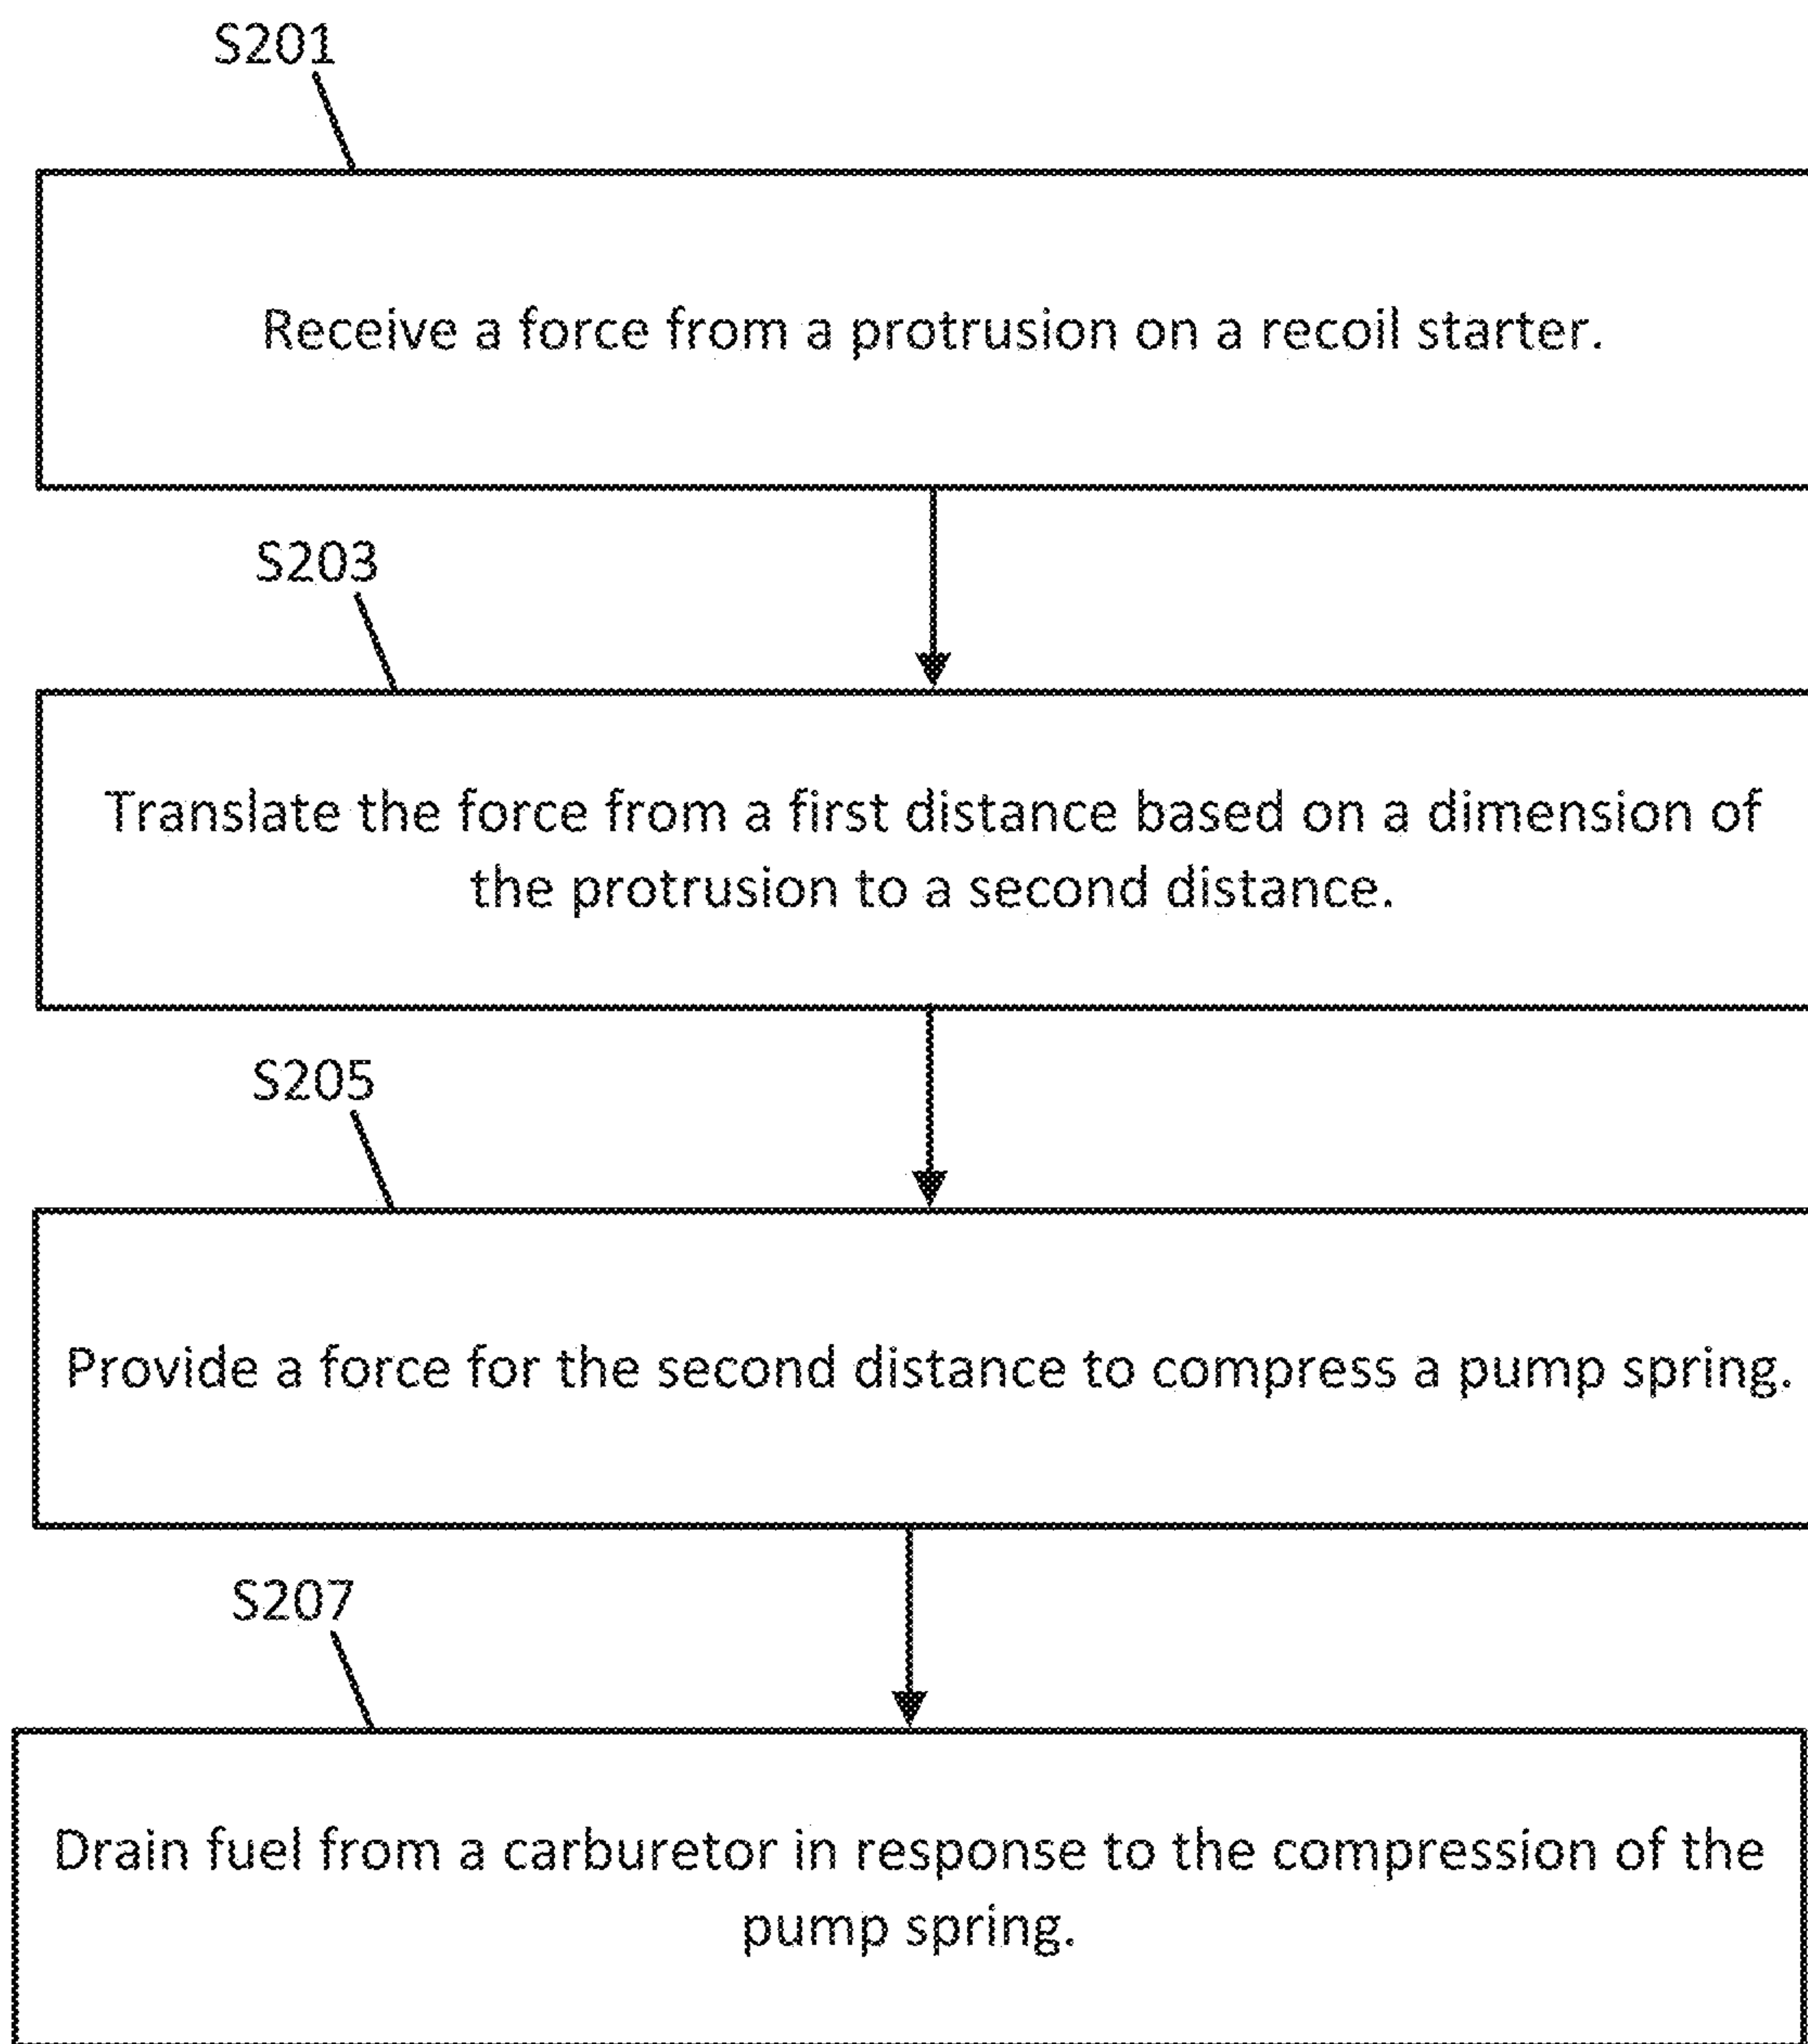 S201
Receive a force from a protrusion on a recoil starter.
S203
Translate the force from a first distance based on a dimension of
the protrusion to a second distance.
S205
Provide a force for the second distance to compress a pump spring.
S207
Drain fuel from a carburetor in response to the compression of the
pump spring.